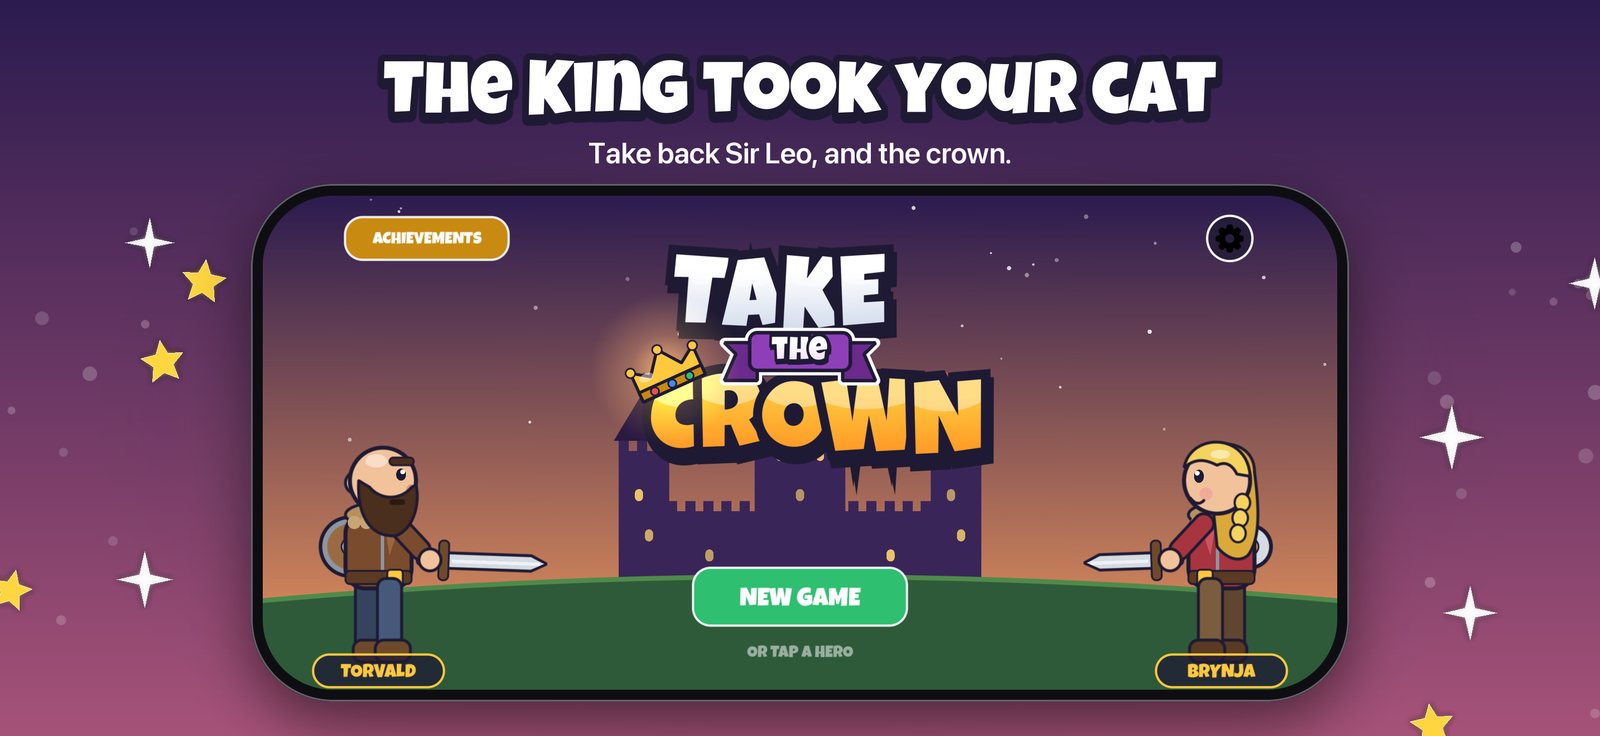 THE KING TOOK YOUR CAT
Take back Sir Leo, and the crown.
ACHIEVEMENTS
TAKE
THE
CROWN
NEW GAME
OR TAP A HERO
TORVALD
BRYNJA